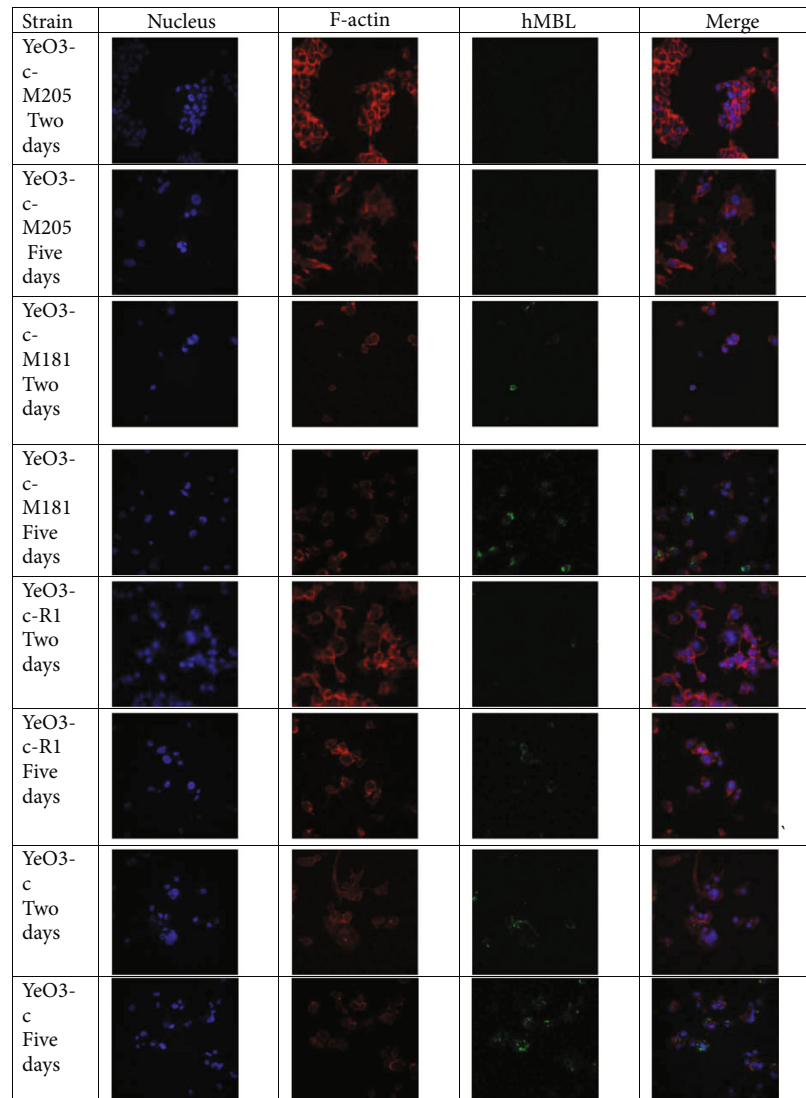 Strain Nucleus F-actin hMBL Merge
YeO3-
c-
M205
Two
days
YeO3-
c-
M205
Five
days
YeO3-
c-
M181
Two
days
YeO3-
c-
M181
Five
days
YeO3-
c-R1
Two
days
YeO3-
c-R1
Five
days
`
YeO3-
c
Two
days
YeO3-
c
Five
days